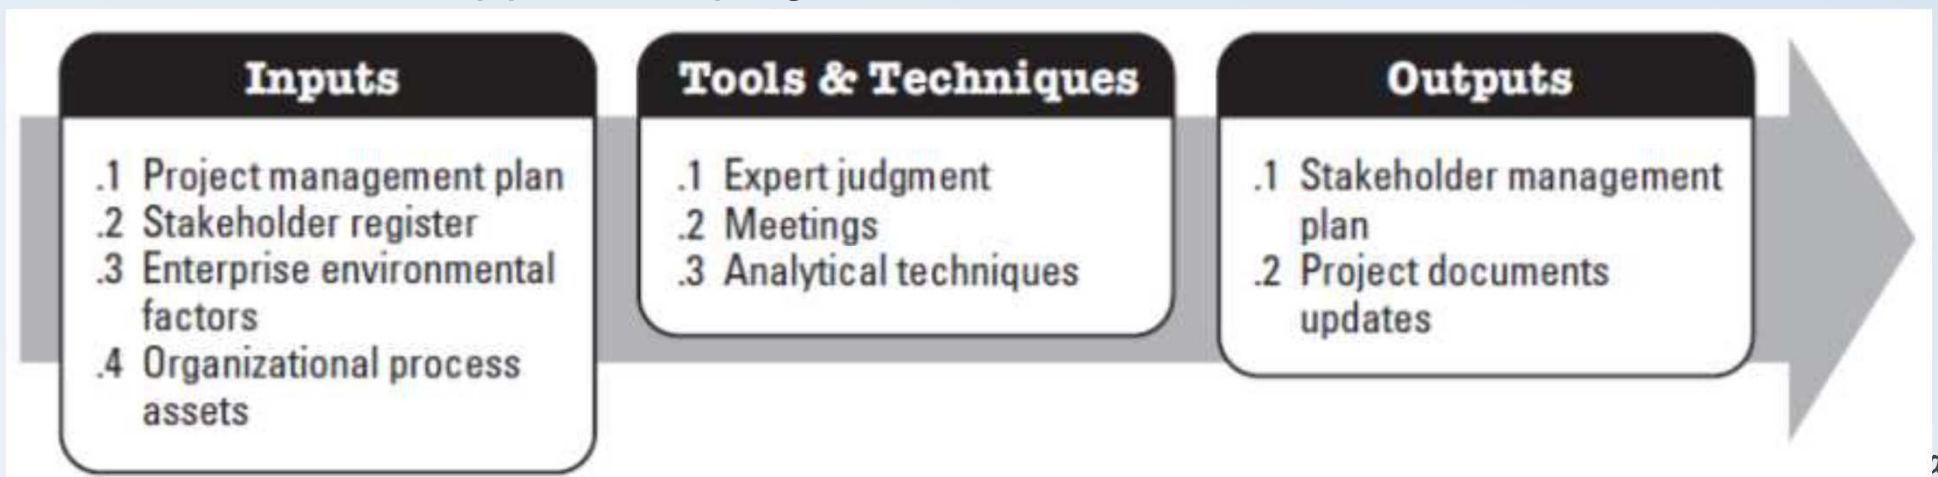 Inputs
.1 Project management plan
.2 Stakeholder register
.3 Enterprise environmental
factors
.4 Organizational process
assets
Tools & Techniques
.1 Expert judgment
.2 Meetings
.3 Analytical techniques
Outputs
.1 Stakeholder management
plan
.2 Project documents
updates